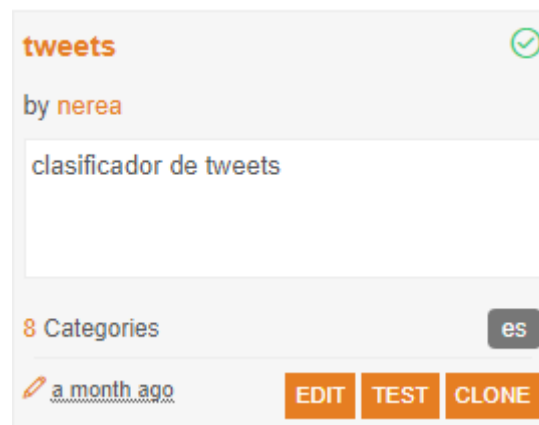 tweets
by nerea
clasificador de tweets
8 Categories
es
a month ago
EDIT TEST CLONE